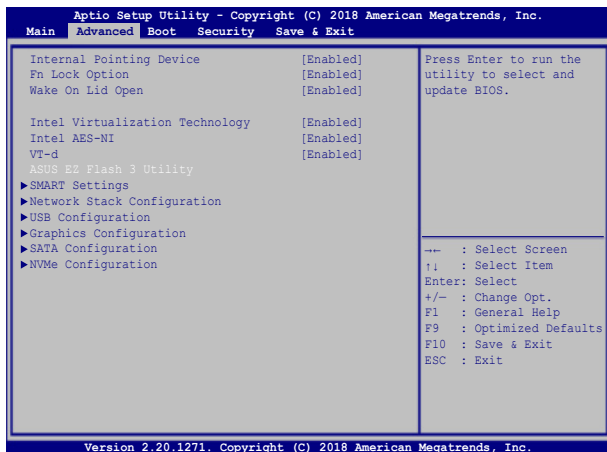 Aptio Setup Utility - Copyright (C) 2018 American Megatrends, Inc.
Main Advanced Boot Security Save & Exit
Internal Pointing Device [Enabled]
Fn Lock Option [Enabled]
Wake On Lid Open [Enabled]
Intel Virtualization Technology [Enabled]
Intel AES-NI [Enabled]
VT-d [Enabled]
ASUS EZ Flash 3 Utility
▶SMART Settings
▶Network Stack Configuration
▶USB Configuration
▶Graphics Configuration
▶SATA Configuration
▶NVMe Configuration
Press Enter to run the
utility to select and
update BIOS.
→← : Select Screen
↑↓ : Select Item
Enter: Select
+/— : Change Opt.
F1 : General Help
F9 : Optimized Defaults
F10 : Save & Exit
ESC : Exit
Version 2.20.1271. Copyright (C) 2018 American Megatrends, Inc.